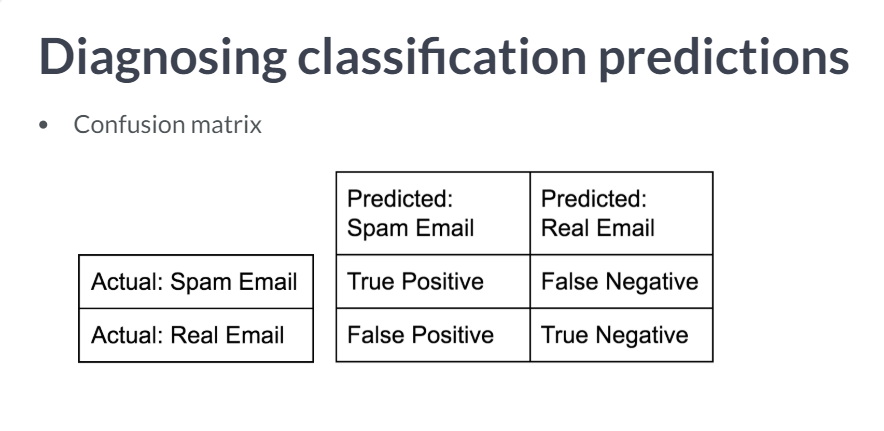 Diagnosing classification predictions
• Confusion matrix
Predicted:
Spam Email
Predicted:
Real Email
Actual: Spam Email
True Positive
False Negative
Actual: Real Email
False Positive
True Negative